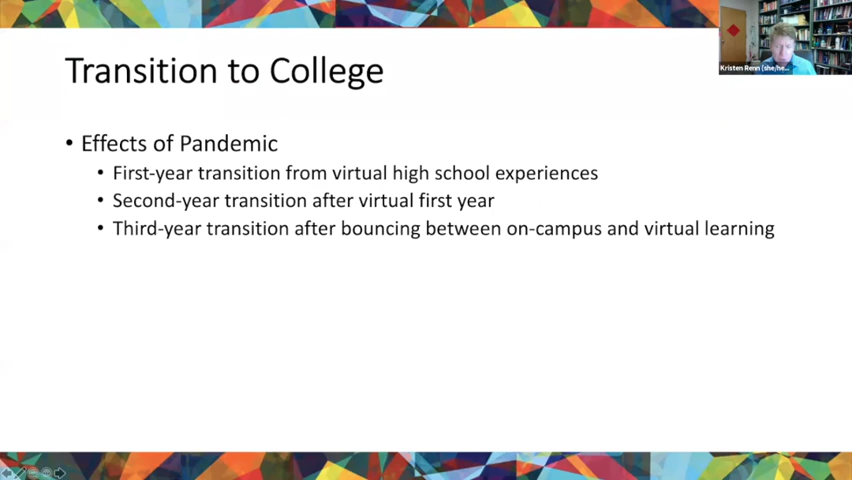 Transition to College
Kristen Renn (she/he...
• Effects of Pandemic
• First-year transition from virtual high school experiences
• Second-year transition after virtual first year
• Third-year transition after bouncing between on-campus and virtual learning